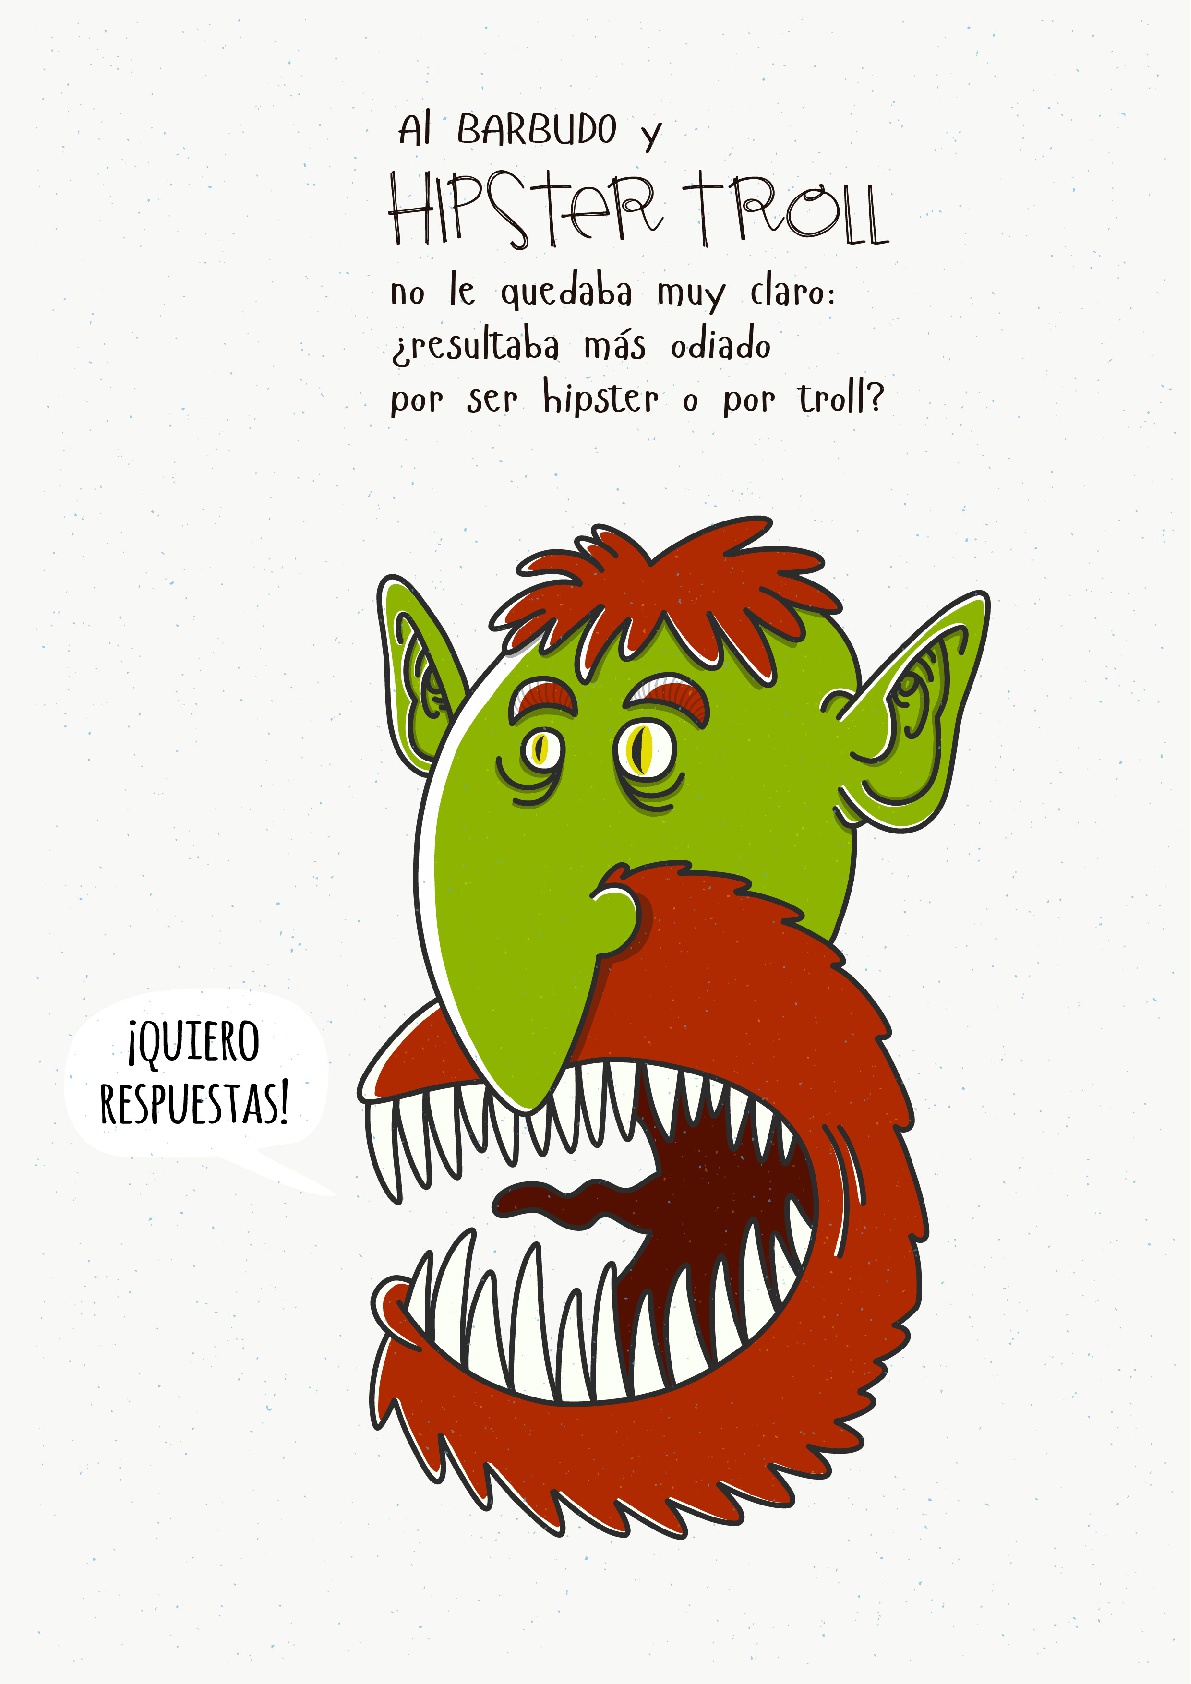 Al BARBUDO y
HIPSTER TROLL
no le quedaba muy claro:
¿resultaba más odiado
por ser hipster o por troll?
¡QUIERO
RESPUESTAS!